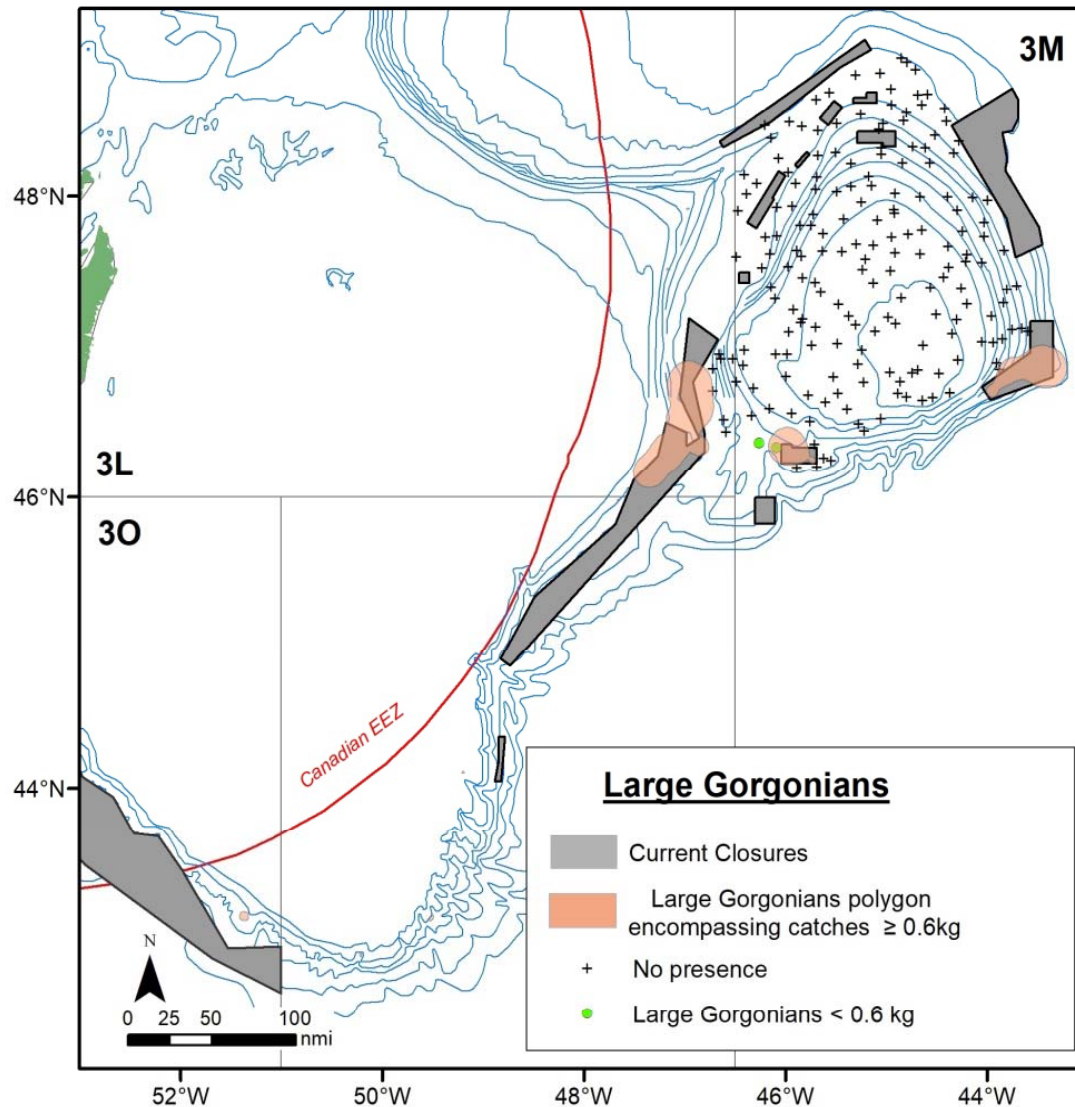 3M
48°N
3L
46°N
3O
Canadian EEZ
44°N
Large Gorgonians
Current Closures
Large Gorgonians polygon
encompassing catches ≥ 0.6kg
No presence
Large Gorgonians < 0.6 kg
N
0 25 50 100
nmi
52°W 50°W 48°W 46°W 44°W